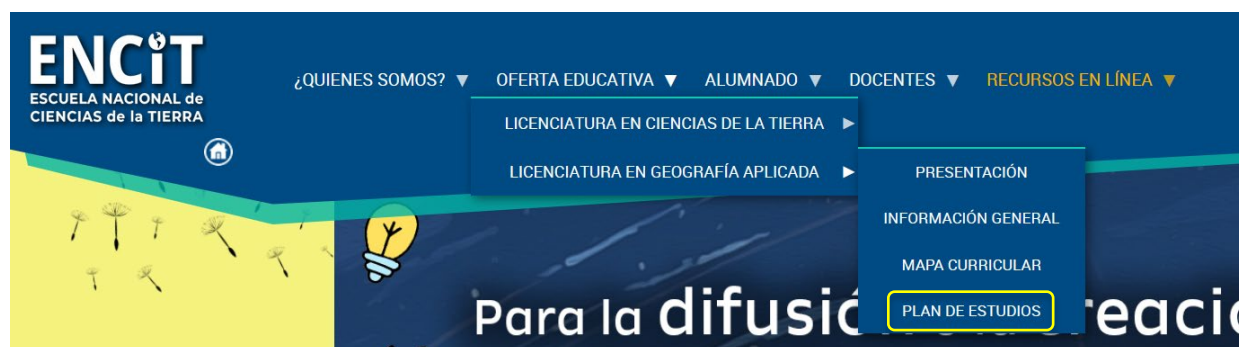 ENCiT
ESCUELA NACIONAL de
CIENCIAS de la TIERRA
¿QUIENES SOMOS? ▼ OFERTA EDUCATIVA ▼ ALUMNADO ▼ DOCENTES ▼ RECURSOS EN LÍNEA ▼
LICENCIATURA EN CIENCIAS DE LA TIERRA ▶
LICENCIATURA EN GEOGRAFÍA APLICADA ▶
PRESENTACIÓN
INFORMACIÓN GENERAL
MAPA CURRICULAR
PLAN DE ESTUDIOS
Para la difusió